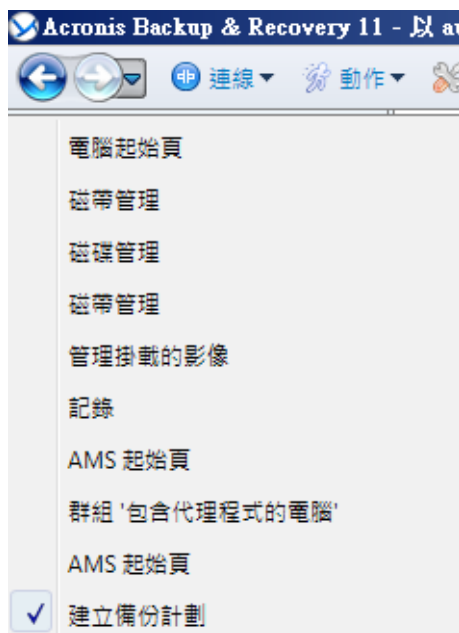 Acronis Backup & Recovery 11 - 以
連線 動作
電腦起始頁
磁帶管理
磁碟管理
磁帶管理
管理掛載的影像
記錄
AMS 起始頁
群組 '包含代理程式的電腦'
AMS 起始頁
建立備份計劃